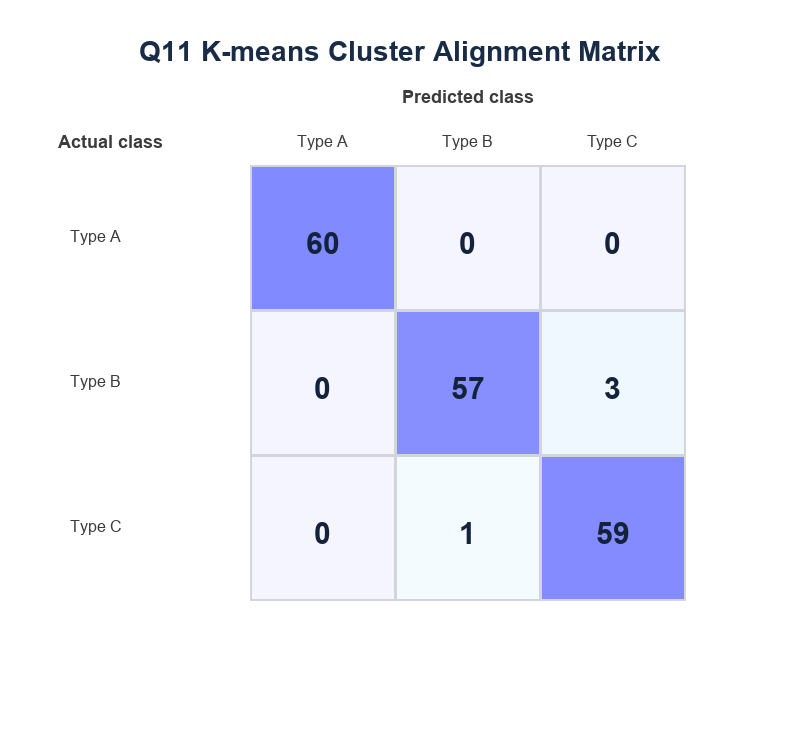 Q11 K-means Cluster Alignment Matrix
Predicted class
Actual class Type A Type B Type C
Type A 60 0 0
Type B 0 57 3
Type C 0 1 59